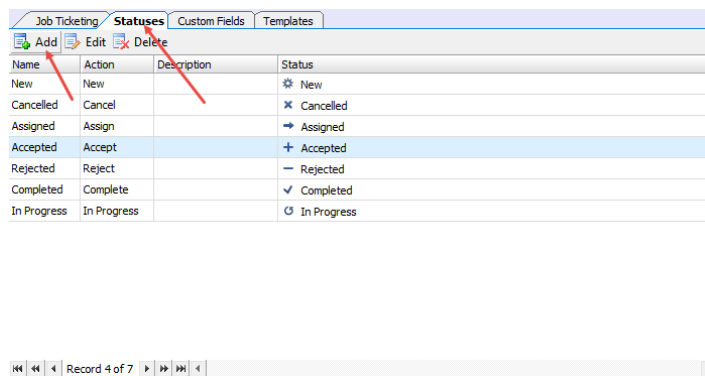 Job Ticketing Statuses Custom Fields Templates
Add Edit Delete
Name Action Description Status
New New New
Cancelled Cancel Cancelled
Assigned Assign Assigned
Accepted Accept Accepted
Rejected Reject Rejected
Completed Complete Completed
In Progress In Progress In Progress
Record 4 of 7